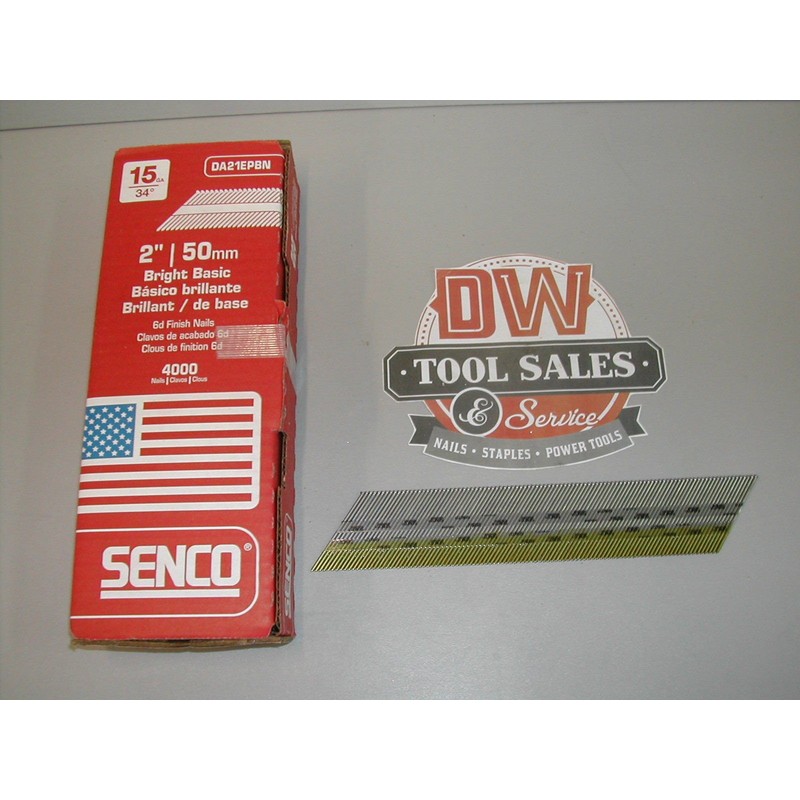 15 GA.
34°
DA21EPBN
2" | 50mm
Bright Basic
Básico brillante
Brillant / de base
6d Finish Nails
Clavos de acabado 6d
Clous de finition 6d
4000
Nails | Clavos | Clous
SENCO®
SENCO
DW
· TOOL SALES ·
& Service
NAILS · STAPLES · POWER TOOLS